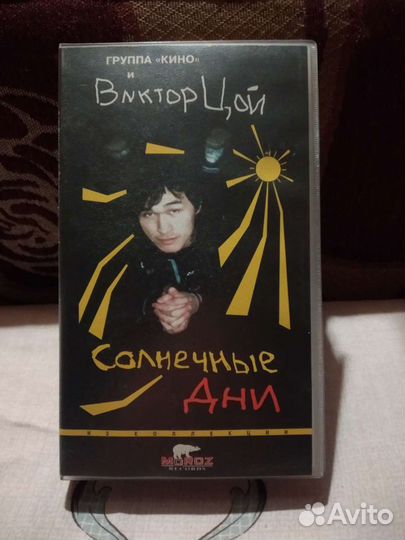 ГРУППА «КИНО»
и
Виктор Цой
Солнечные
Дни
ИЗ КОЛЛЕКЦИИ
MOROZ
RECORDS
Avito